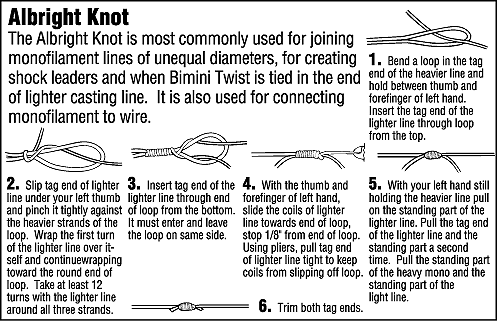 Albright Knot
The Albright Knot is most commonly used for joining
monofilament lines of unequal diameters, for creating
shock leaders and when Bimini Twist is tied in the end
of lighter casting line. It is also used for connecting
monofilament to wire.
1. Bend a loop in the tag
end of the heavier line and
hold between thumb and
forefinger of left hand.
Insert the tag end of the
lighter line through loop
from the top.
2. Slip tag end of lighter
line under your left thumb
and pinch it tightly against
the heavier strands of the
loop. Wrap the first turn
of the lighter line over it-
self and continuewrapping
toward the round end of
loop. Take at least 12
turns with the lighter line
around all three strands.
3. Insert tag end of the
lighter line through end
of loop from the bottom.
It must enter and leave
the loop on same side.
4. With the thumb and
forefinger of left hand,
slide the coils of lighter
line towards end of loop,
stop 1/8" from end of loop.
Using pliers, pull tag end
of lighter line tight to keep
coils from slipping off loop.
5. With your left hand still
holding the heavier line pull
on the standing part of the
lighter line. Pull the tag end
of the lighter line and the
standing part a second
time. Pull the standing part
of the heavy mono and the
standing part of the
light line.
6. Trim both tag ends.